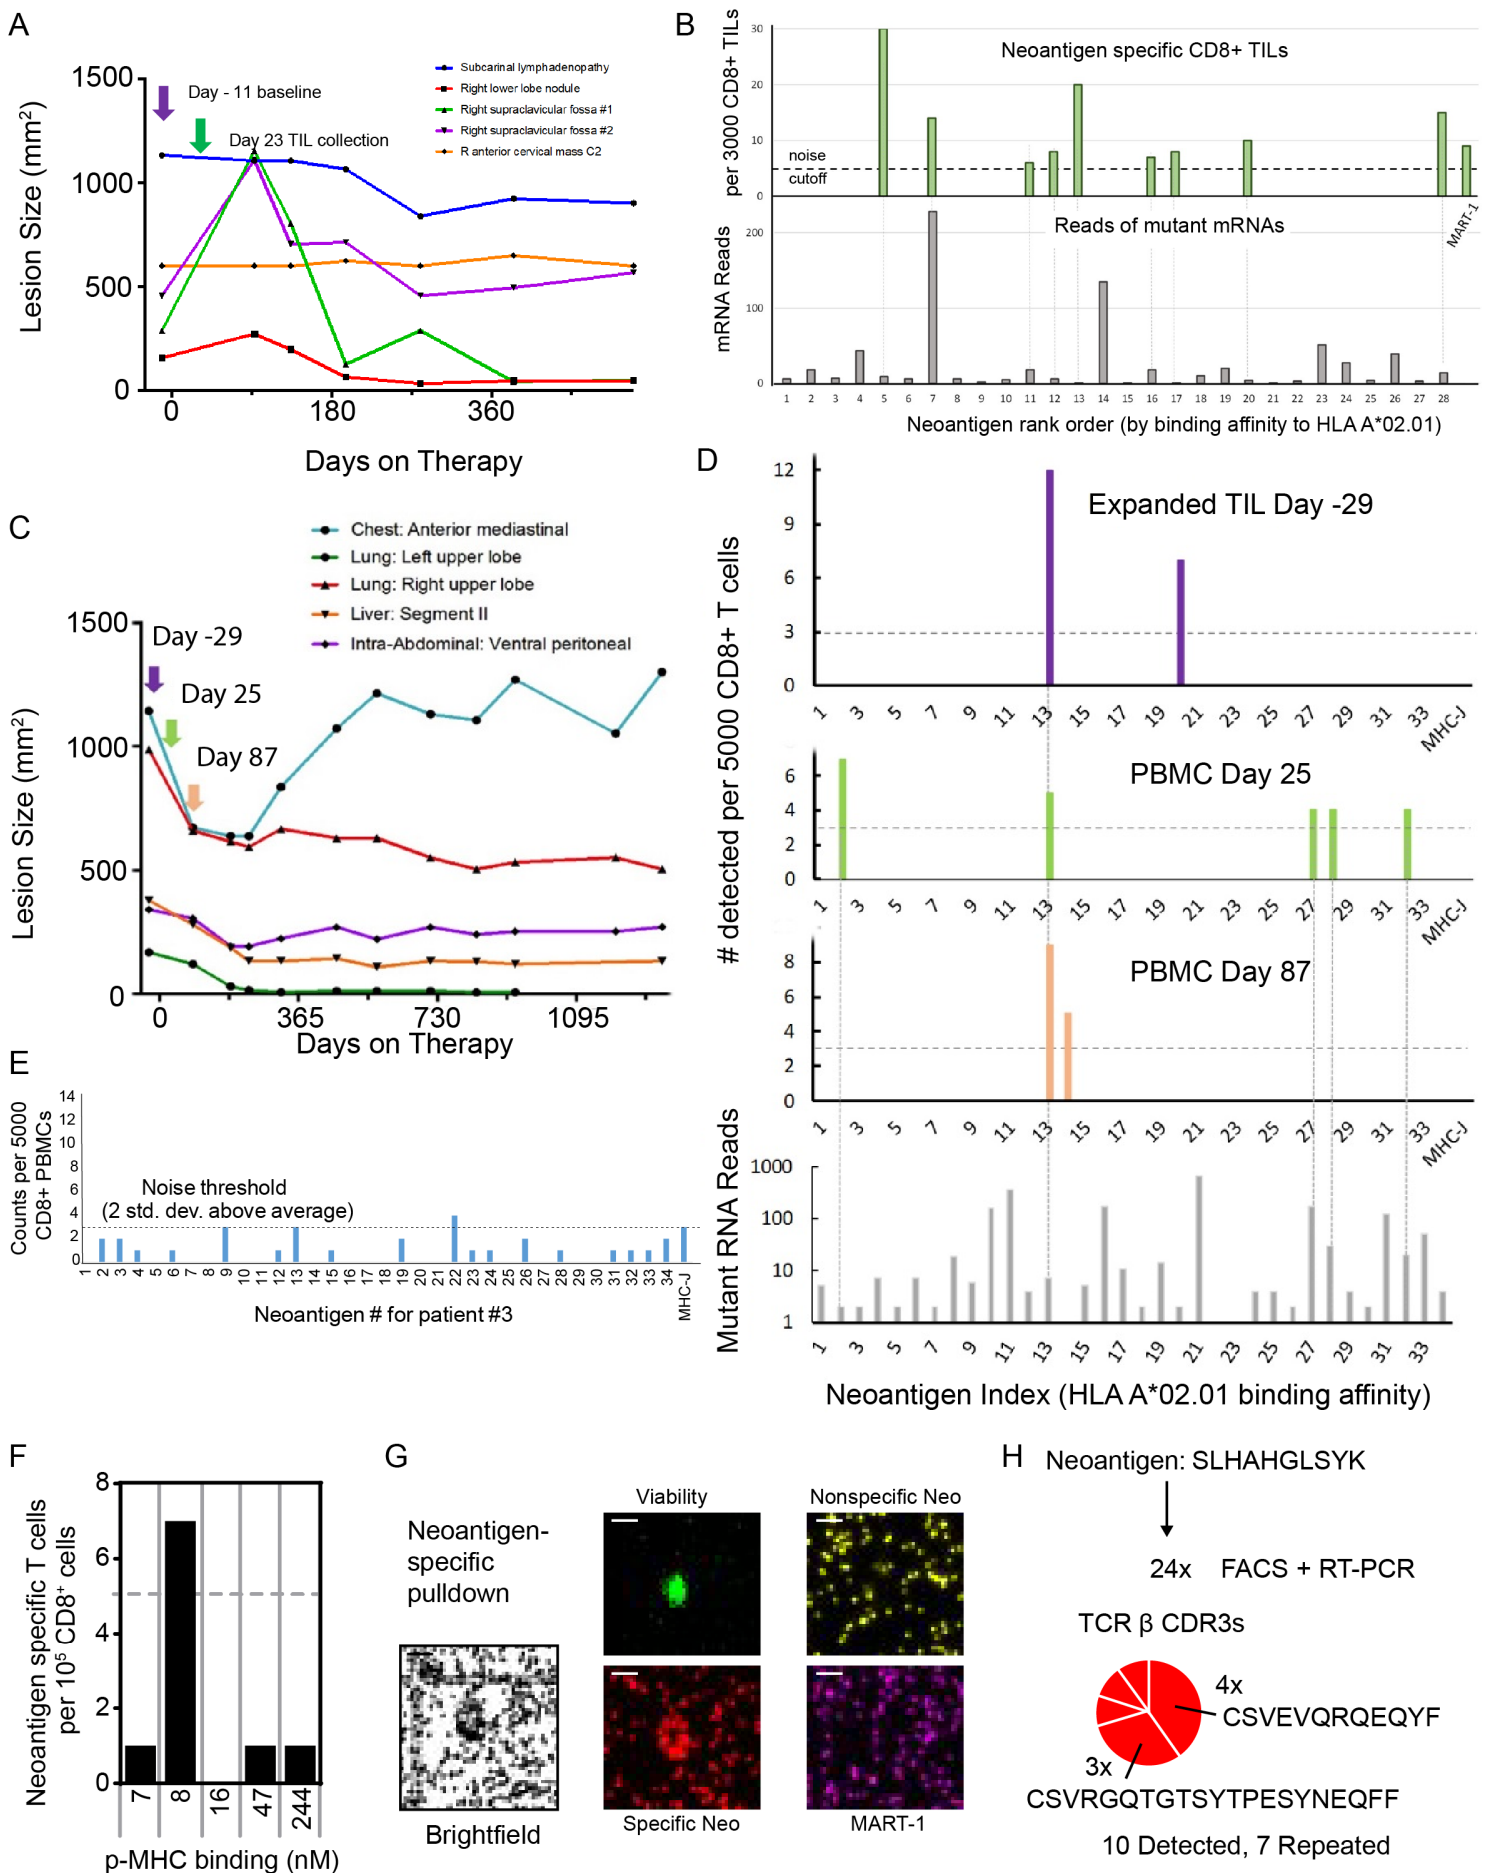 A
1500
1000
500
0
0
180
360
Lesion Size (mm2)
Days on Therapy
Day - 11 baseline
Day 23 TIL collection
Subcarinal lymphadenopathy
Right lower lobe nodule
Right supraclavicular fossa #1
Right supraclavicular fossa #2
R anterior cervical mass C2
B
per 3000 CD8+ TILs
30
20
10
0
Neoantigen specific CD8+ TILs
noise
cutoff
MART-1
mRNA Reads
200
100
0
Reads of mutant mRNAs
1 2 3 4 5 6 7 8 9 10 11 12 13 14 15 16 17 18 19 20 21 22 23 24 25 26 27 28
Neoantigen rank order (by binding affinity to HLA A*02.01)
C
Chest: Anterior mediastinal
Lung: Left upper lobe
Lung: Right upper lobe
Liver: Segment II
Intra-Abdominal: Ventral peritoneal
1500
1000
500
0
Day -29
Day 25
Day 87
0 365 730 1095
Lesion Size (mm2)
Days on Therapy
D
# detected per 5000 CD8+ T cells
12
9
6
3
0
Expanded TIL Day -29
1 3 5 7 9 11 13 15 17 19 21 23 25 27 29 31 33 MHC-J
6
4
2
0
PBMC Day 25
1 3 5 7 9 11 13 15 17 19 21 23 25 27 29 31 33 MHC-J
8
6
4
2
0
PBMC Day 87
1 3 5 7 9 11 13 15 17 19 21 23 25 27 29 31 33 MHC-J
Mutant RNA Reads
1000
100
10
1
1 3 5 7 9 11 13 15 17 19 21 23 25 27 29 31 33
Neoantigen Index (HLA A*02.01 binding affinity)
E
Counts per 5000
CD8+ PBMCs
14
12
10
8
6
4
2
0
Noise threshold
(2 std. dev. above average)
1 2 3 4 5 6 7 8 9 10 11 12 13 14 15 16 17 18 19 20 21 22 23 24 25 26 27 28 29 30 31 32 33 34 MHC-J
Neoantigen # for patient #3
F
Neoantigen specific T cells
per 105 CD8+ cells
8
6
4
2
0
7 8 16 47 244
p-MHC binding (nM)
G
Neoantigen-
specific
pulldown
Brightfield
Viability
Nonspecific Neo
Specific Neo
MART-1
H
Neoantigen: SLHAHGLSYK
24x FACS + RT-PCR
TCR β CDR3s
4x
CSVEVQRQEQYF
3x
CSVRGQTGTSYTPESYNEQFF
10 Detected, 7 Repeated